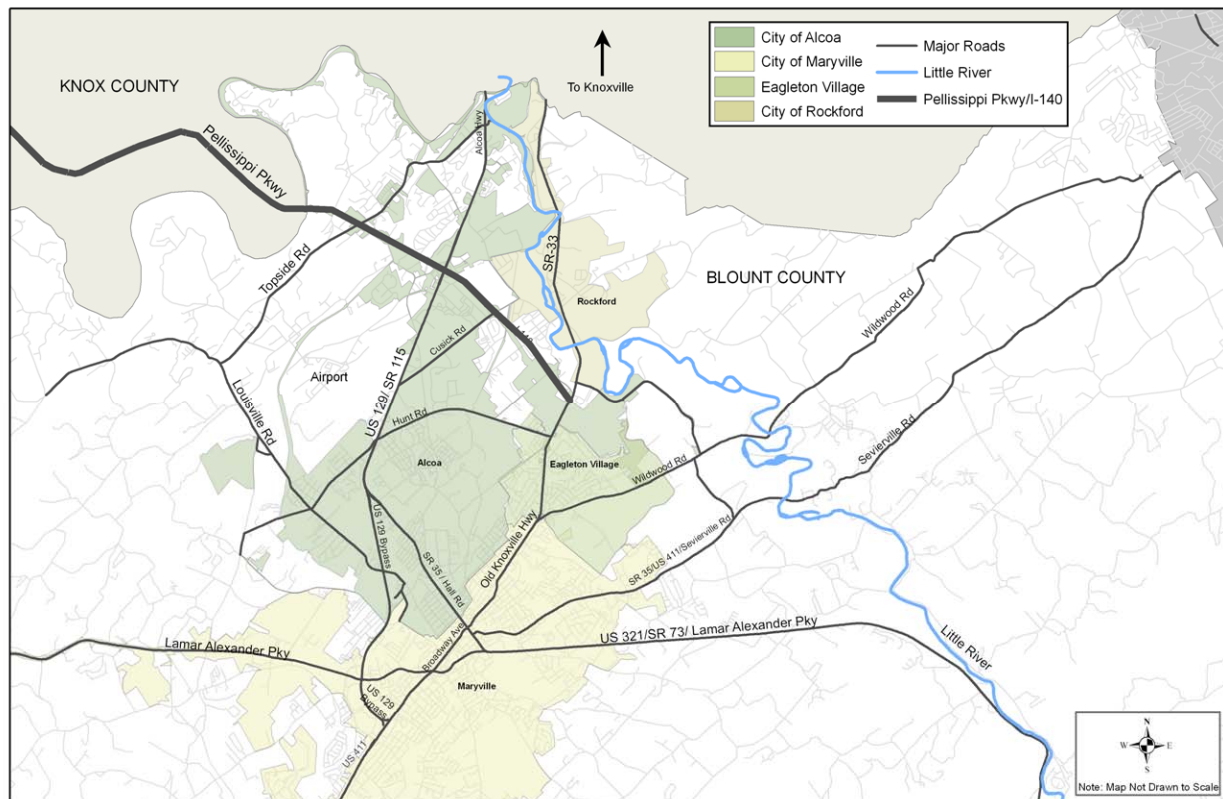 City of Alcoa
City of Maryville
Eagleton Village
City of Rockford
Major Roads
Little River
Pellissippi Pkwy/I-140
To Knoxville
KNOX COUNTY
Pellissippi Pkwy
Alcoa Hwy
SR-33
BLOUNT COUNTY
Topside Rd
Rockford
Wildwood Rd
Cusick Rd
US 129/ SR 115
Airport
Louisville Rd
Hunt Rd
Alcoa
Eagleton Village
Wildwood Rd
Sevierville Rd
US 129 Bypass
SR 35 / Hall Rd
Old Knoxville Hwy
SR 35/US 411/Sevierville Rd
US 321/SR 73/ Lamar Alexander Pky
Lamar Alexander Pky
Broadway Ave
Maryville
Little River
US 129
Bypass
US 411
N
W E
S
Note: Map Not Drawn to Scale